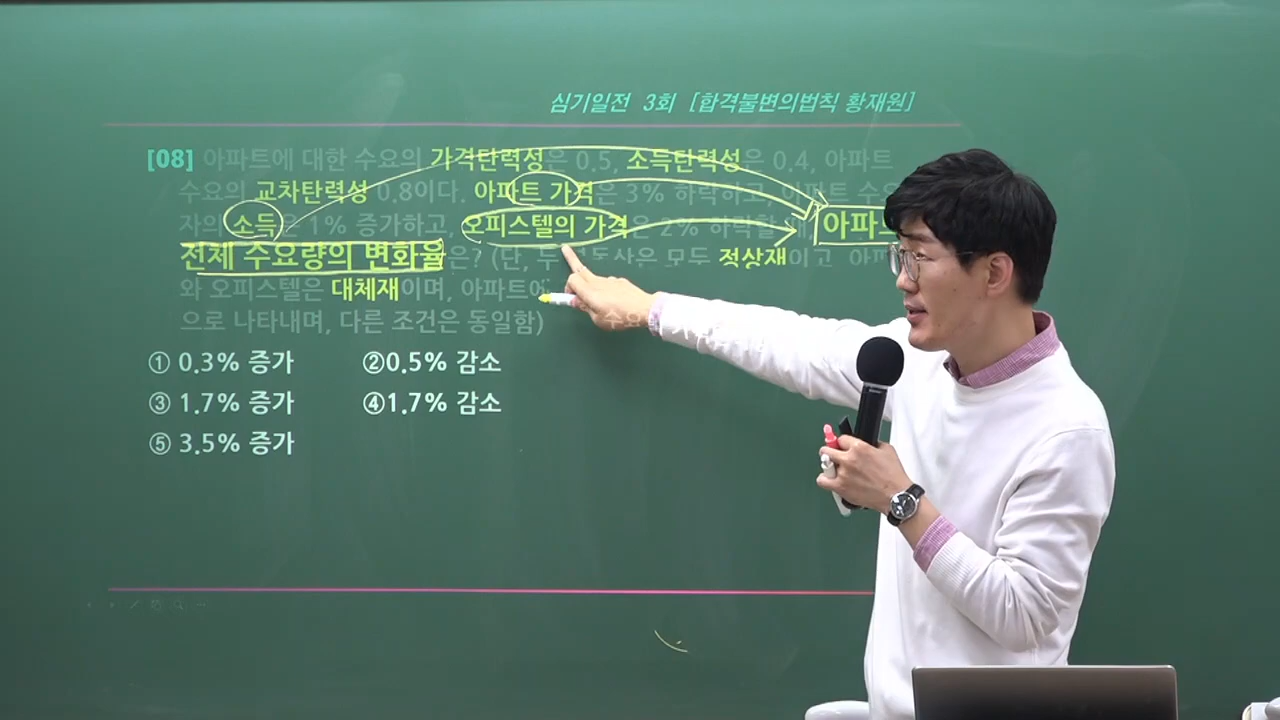 심기일전 3회 [합격불변의법칙 황재원]
[08] 아파트에 대한 수요의 가격탄력성은 0.5, 소득탄력성은 0.4, 아파트
수요의 교차탄력성 0.8이다. 아파트 가격은 3% 하락하고, 아파트 수요
자의 소득 1% 증가하고, 오피스텔의 가격은 2% 하락할 때, 아파트
전체 수요량의 변화율은? (단, 두 부동산은 모두 정상재이고 아파
와 오피스텔은 대체재이며, 아파트에
으로 나타내며, 다른 조건은 동일함)
① 0.3% 증가 ②0.5% 감소
③ 1.7% 증가 ④1.7% 감소
⑤ 3.5% 증가